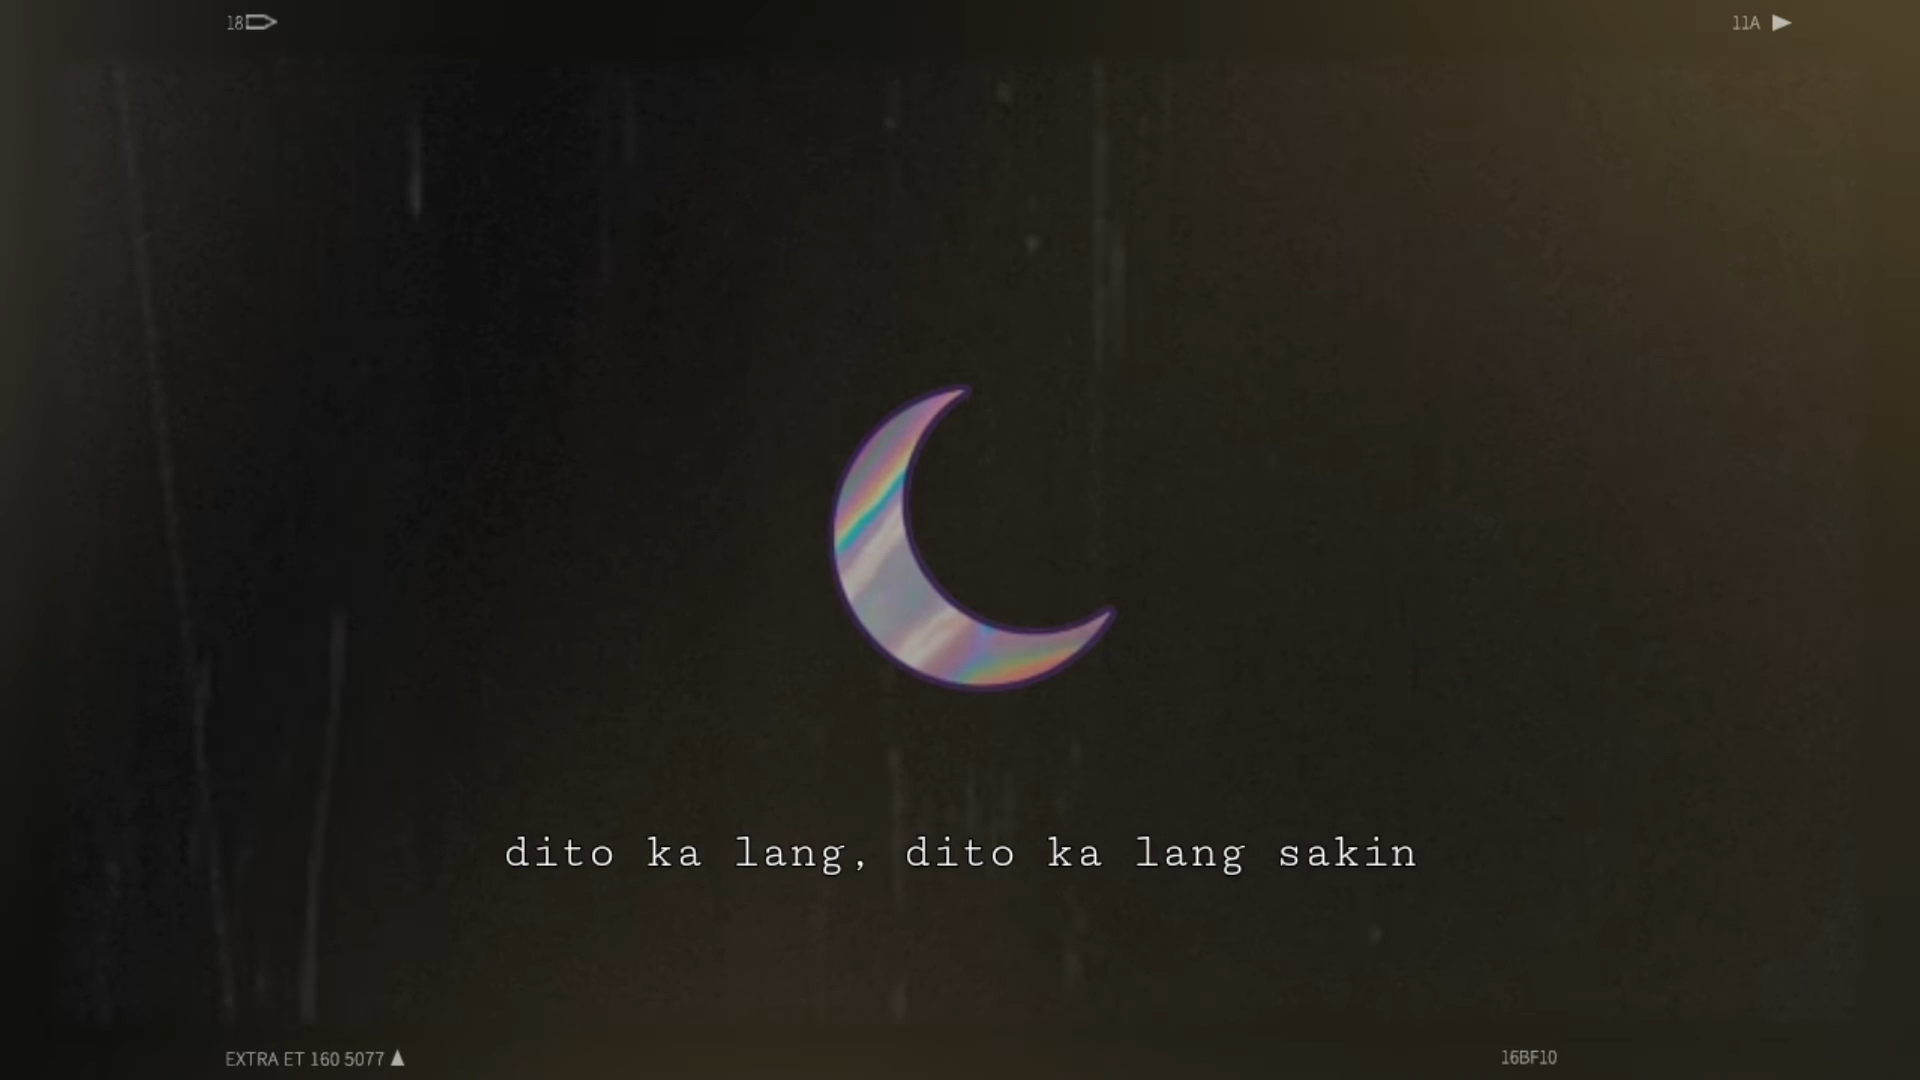 18
11A
dito ka lang, dito ka lang sakin
EXTRA ET 160 5077
16BF10